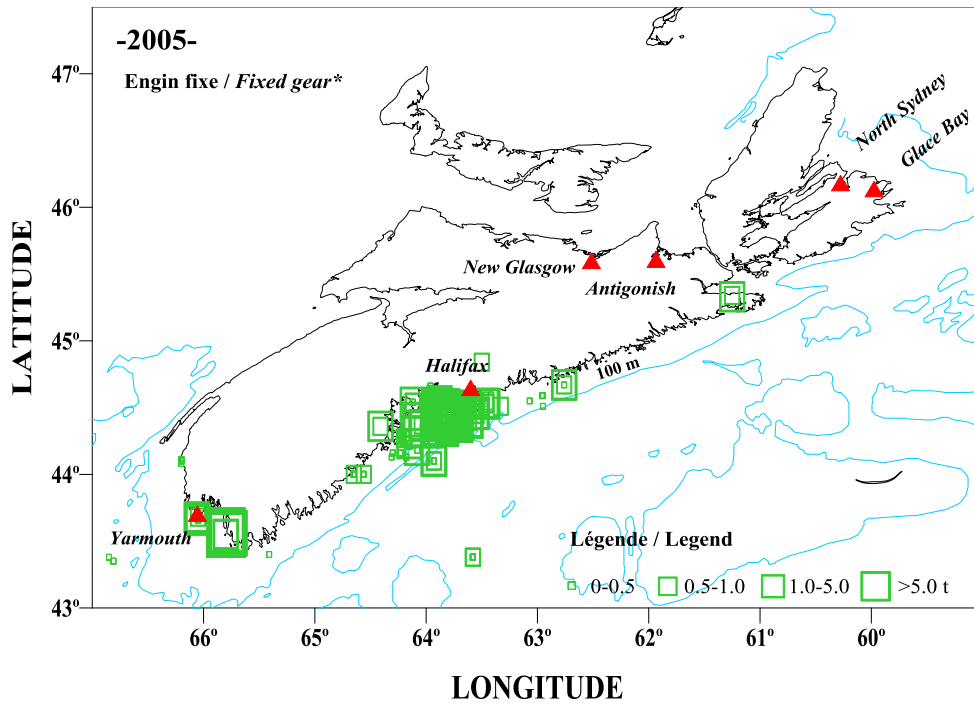 -2005-
Engin fixe / Fixed gear*
47°
46°
45°
44°
43°
LATITUDE
North Sydney
Glace Bay
New Glasgow
Antigonish
Halifax
100 m
Yarmouth
Légende / Legend
0-0.5 0.5-1.0 1.0-5.0 >5.0 t
66° 65° 64° 63° 62° 61° 60°
LONGITUDE